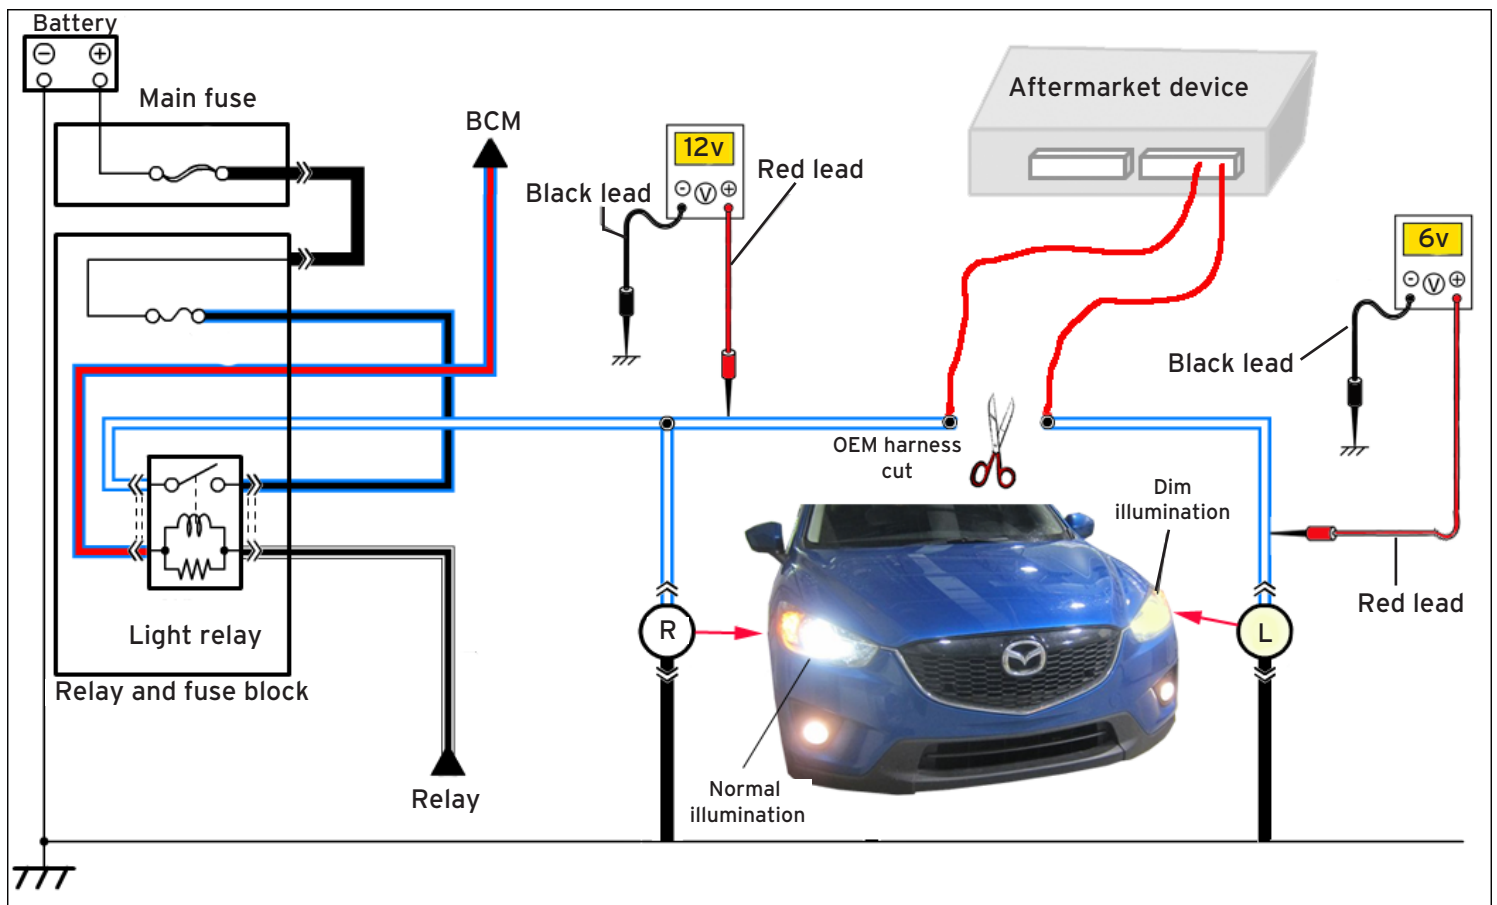 Battery
Main fuse
BCM
12v
Red lead
Black lead
Aftermarket device
6v
Black lead
Red lead
OEM harness
cut
Dim
illumination
R
L
Light relay
Relay and fuse block
Relay
Normal
illumination
V
V